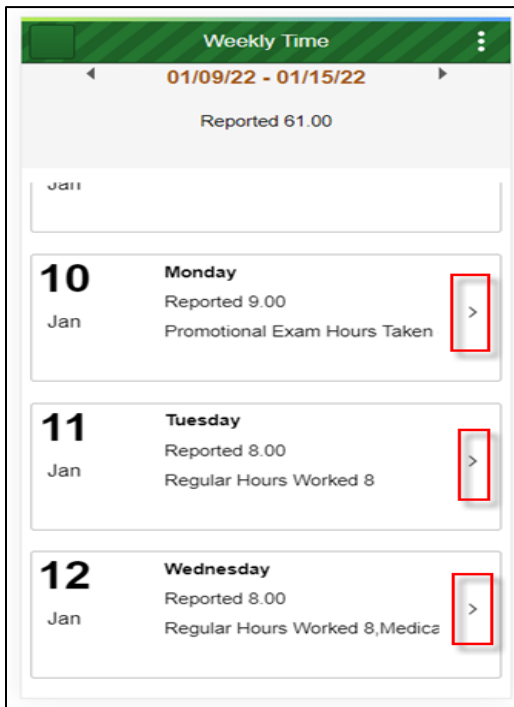 Weekly Time
01/09/22 - 01/15/22
Reported 61.00
Jan
10
Jan
Monday
Reported 9.00
Promotional Exam Hours Taken
11
Jan
Tuesday
Reported 8.00
Regular Hours Worked 8
12
Jan
Wednesday
Reported 8.00
Regular Hours Worked 8,Medica